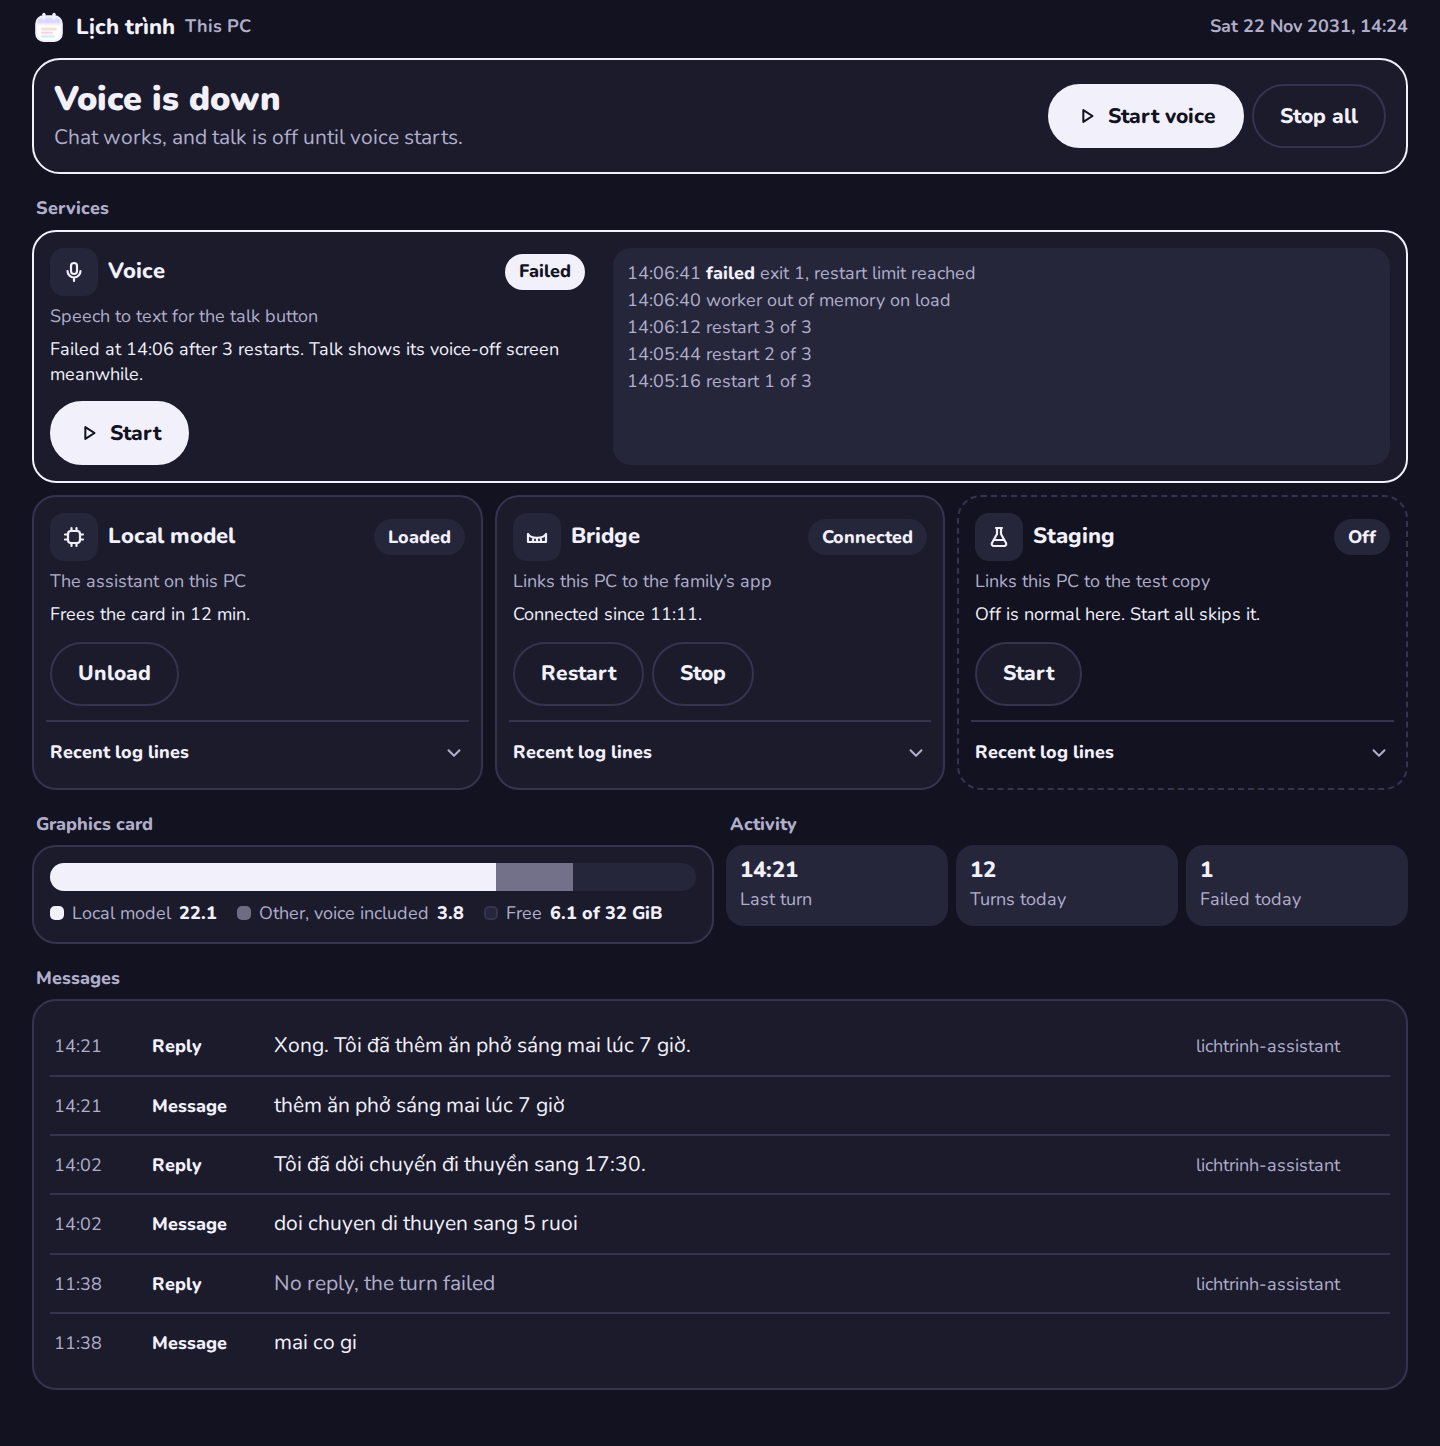 Lịch trình This PC
Sat 22 Nov 2031, 14:24
Voice is down
Chat works, and talk is off until voice starts.
Start voice
Stop all
Services
Voice
Failed
Speech to text for the talk button
Failed at 14:06 after 3 restarts. Talk shows its voice-off screen
meanwhile.
Start
14:06:41 failed exit 1, restart limit reached
14:06:40 worker out of memory on load
14:06:12 restart 3 of 3
14:05:44 restart 2 of 3
14:05:16 restart 1 of 3
Local model
Loaded
The assistant on this PC
Frees the card in 12 min.
Unload
Recent log lines
Bridge
Connected
Links this PC to the family’s app
Connected since 11:11.
Restart
Stop
Recent log lines
Staging
Off
Links this PC to the test copy
Off is normal here. Start all skips it.
Start
Recent log lines
Graphics card
Local model 22.1
Other, voice included 3.8
Free 6.1 of 32 GiB
Activity
14:21
Last turn
12
Turns today
1
Failed today
Messages
14:21 Reply Xong. Tôi đã thêm ăn phở sáng mai lúc 7 giờ. lichtrinh-assistant
14:21 Message thêm ăn phở sáng mai lúc 7 giờ
14:02 Reply Tôi đã dời chuyến đi thuyền sang 17:30. lichtrinh-assistant
14:02 Message doi chuyen di thuyen sang 5 ruoi
11:38 Reply No reply, the turn failed lichtrinh-assistant
11:38 Message mai co gi